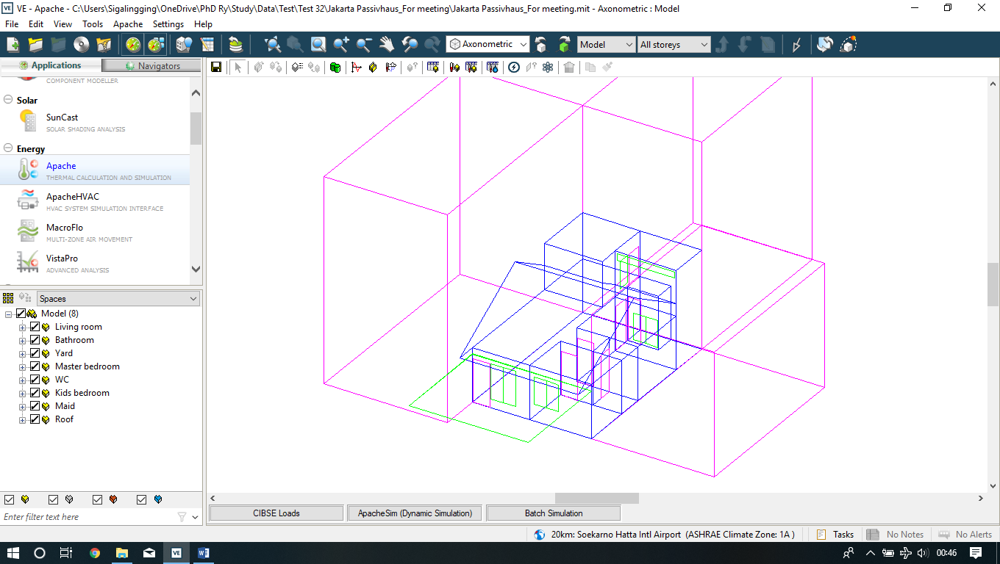 VE - Apache - C:\Users\Sigalingging\OneDrive\PhD Ry\Study\Data\Test\Test 32\Jakarta Passivhaus_For meeting\Jakarta Passivhaus_For meeting.mit - Axonometric : Model
File Edit View Tools Apache Settings Help
Axonometric Model All storeys
Applications Navigators
COMPONENT MODELLER
Solar
SunCast
SOLAR SHADING ANALYSIS
Energy
Apache
THERMAL CALCULATION AND SIMULATION
ApacheHVAC
HVAC SYSTEM SIMULATION INTERFACE
MacroFlo
MULTI-ZONE AIR MOVEMENT
VistaPro
ADVANCED ANALYSIS
Spaces
Model (8)
Living room
Bathroom
Yard
Master bedroom
WC
Kids bedroom
Maid
Roof
Enter filter text here
CIBSE Loads ApacheSim (Dynamic Simulation) Batch Simulation
20km: Soekarno Hatta Intl Airport (ASHRAE Climate Zone: 1A ) Tasks No Notes No Alerts
VE 00:46